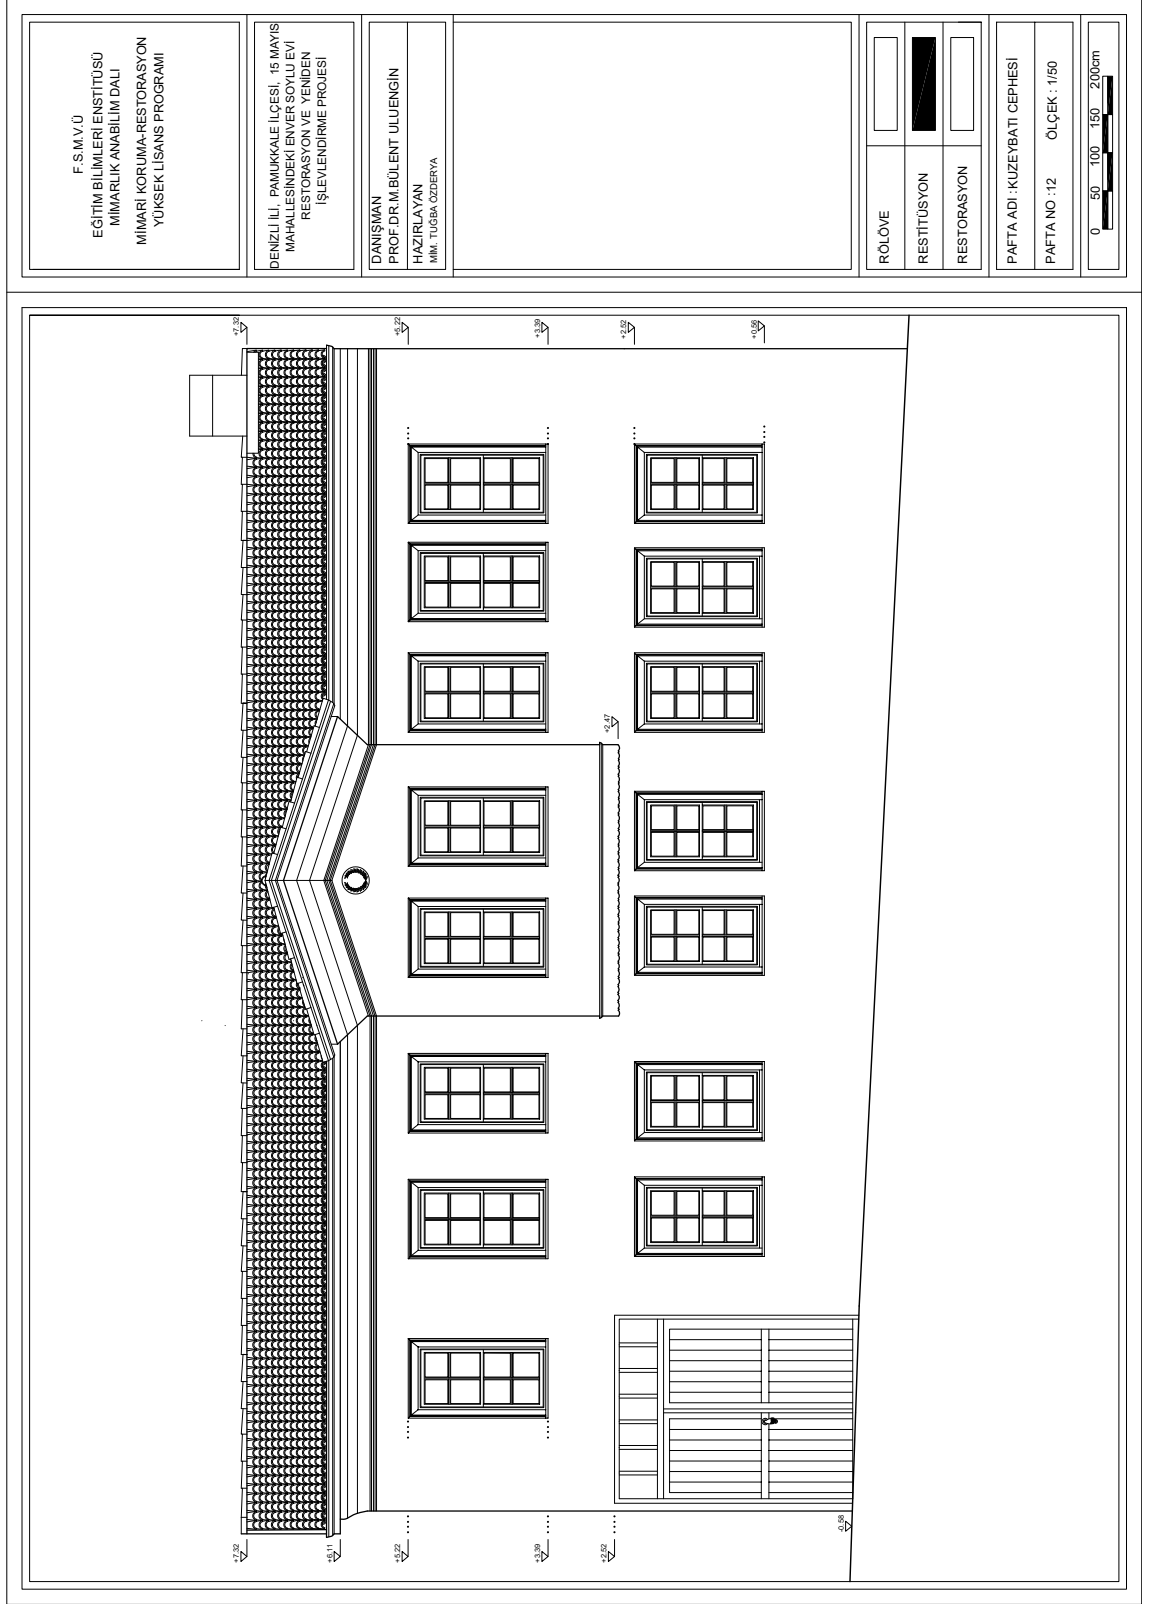 F.S.M.V.Ü
EĞİTİM BİLİMLERİ ENSTİTÜSÜ
MİMARLIK ANABİLİM DALI
MİMARİ KORUMA-RESTORASYON
YÜKSEK LİSANS PROGRAMI
DENİZLİ İLİ, PAMUKKALE İLÇESİ, 15 MAYIS
MAHALLESİNDEKİ ENVER SOYLU EVİ
RESTORASYON VE YENİDEN
İŞLEVLENDİRME PROJESİ
DANIŞMAN
PROF.DR.M.BÜLENT ULUENGİN
HAZIRLAYAN
MİM. TUĞBA ÖZDERYA
RÖLÖVE
RESTİTÜSYON
RESTORASYON
PAFTA ADI :KUZEYBATI CEPHESİ
PAFTA NO :12 ÖLÇEK : 1/50
0 50 100 150 200cm
+7.32
+5.22
+3.39
+2.52
+0.56
+2.47
+7.32
+6.11
+5.22
+3.39
+2.52
-0.58